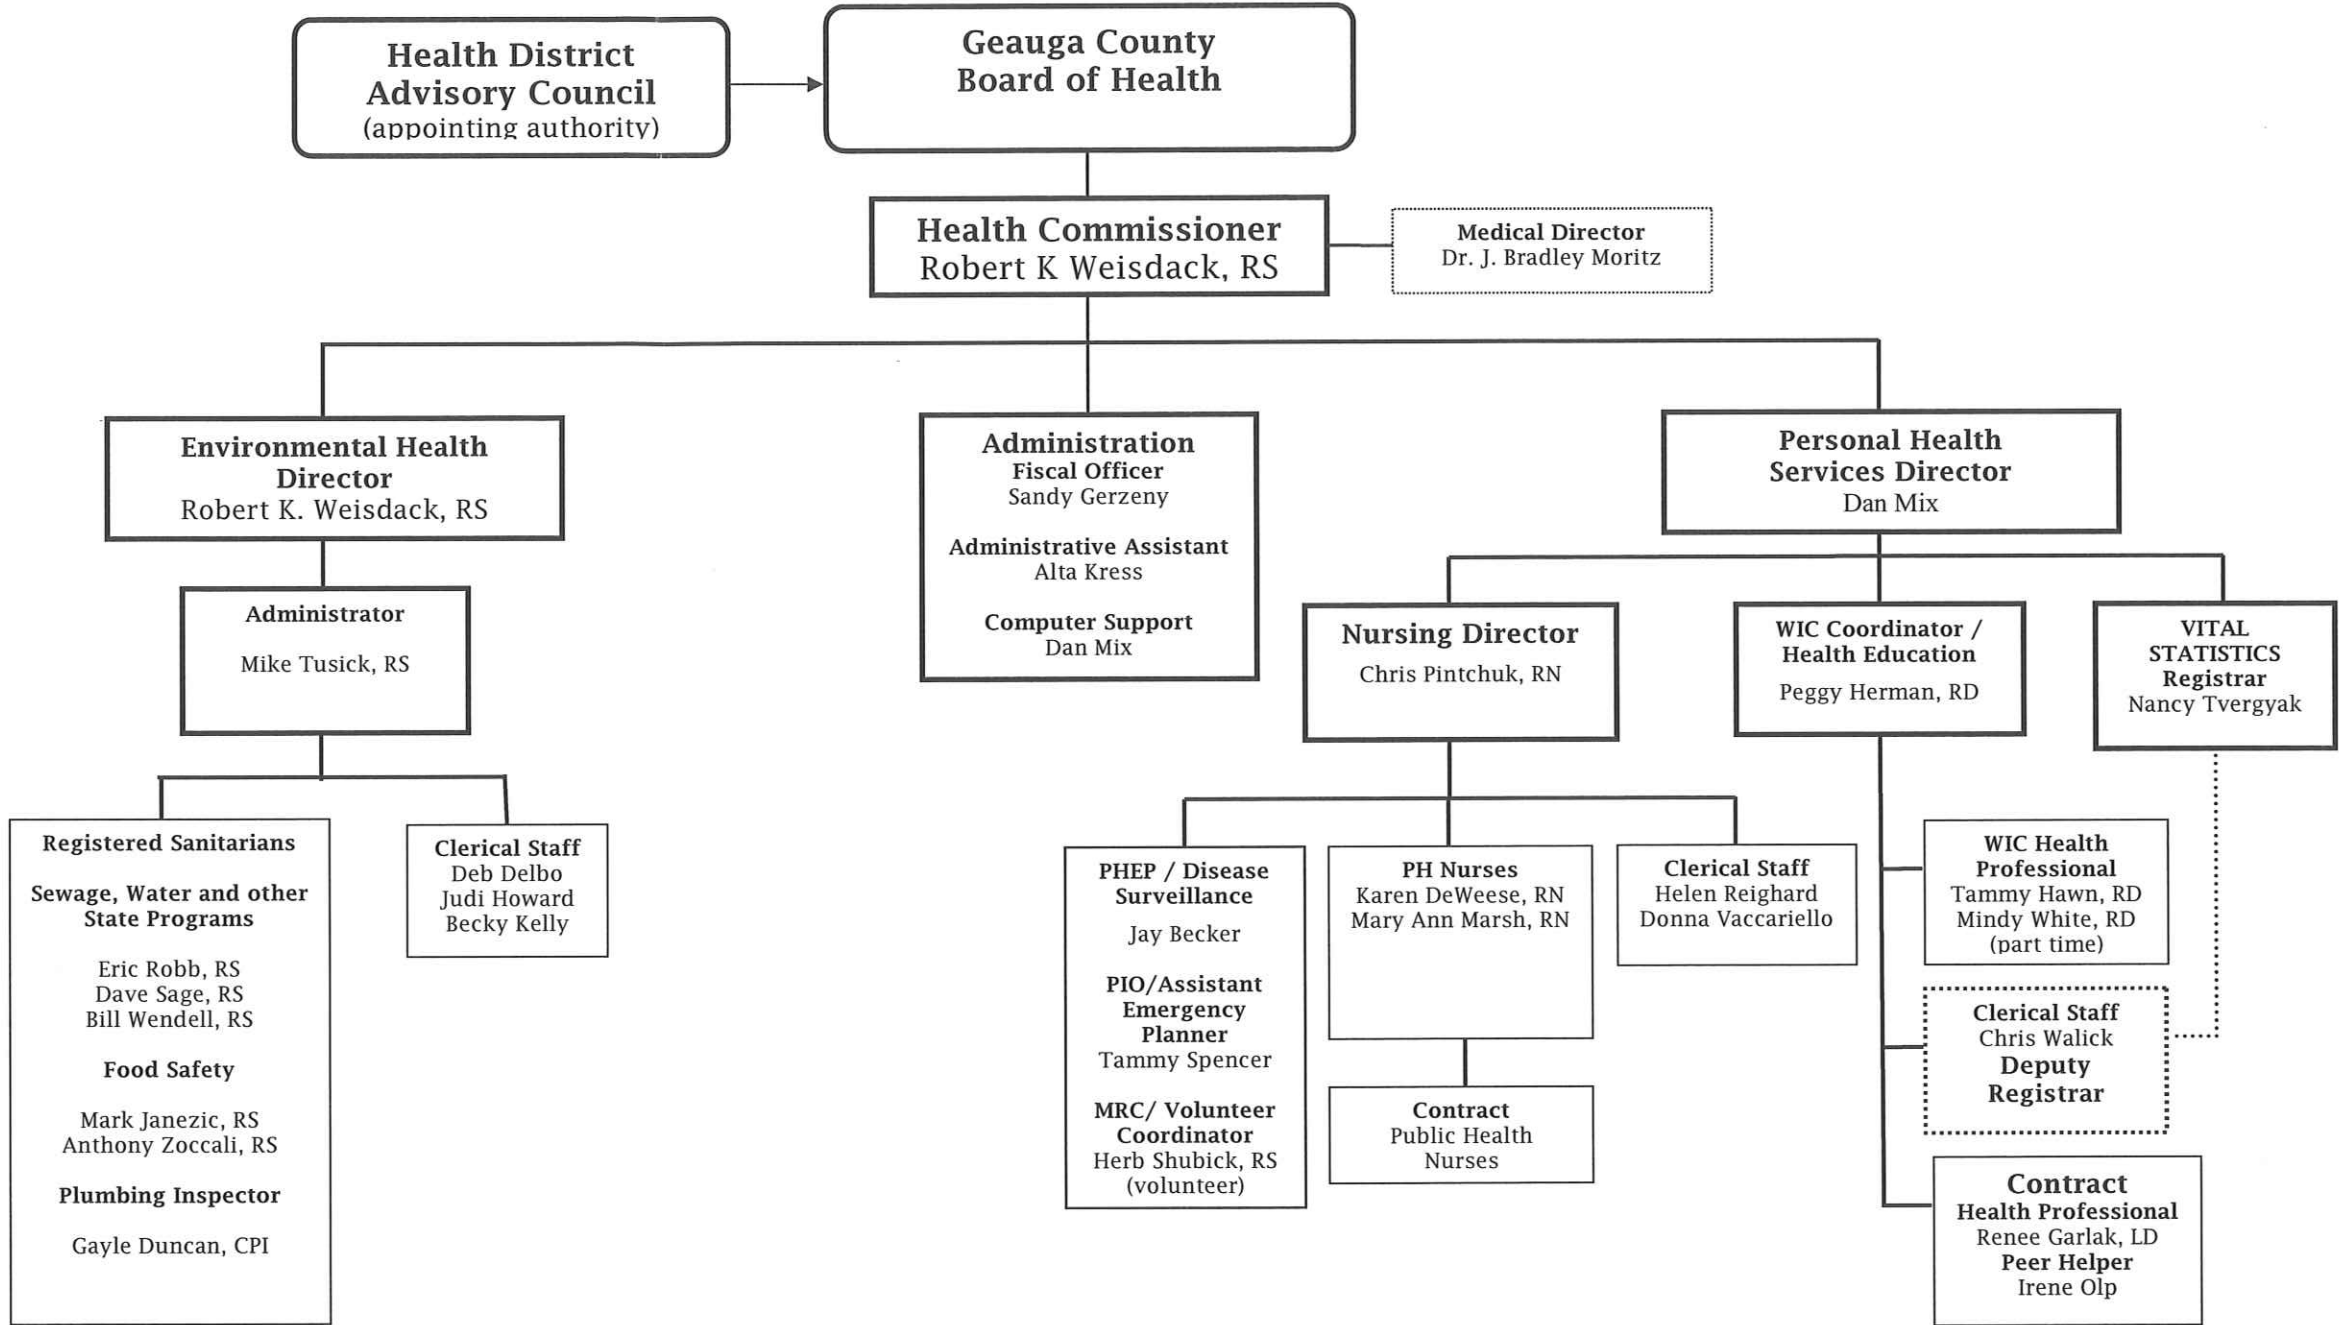 Health District
Advisory Council
(appointing authority)
Geauga County
Board of Health
Health Commissioner
Robert K Weisdack, RS
Medical Director
Dr. J. Bradley Moritz
Environmental Health
Director
Robert K. Weisdack, RS
Administration
Fiscal Officer
Sandy Gerzeny
Administrative Assistant
Alta Kress
Computer Support
Dan Mix
Personal Health
Services Director
Dan Mix
Administrator
Mike Tusick, RS
Nursing Director
Chris Pintchuk, RN
WIC Coordinator /
Health Education
Peggy Herman, RD
VITAL
STATISTICS
Registrar
Nancy Tvergyak
Registered Sanitarians
Sewage, Water and other
State Programs
Eric Robb, RS
Dave Sage, RS
Bill Wendell, RS
Food Safety
Mark Janezic, RS
Anthony Zoccali, RS
Plumbing Inspector
Gayle Duncan, CPI
Clerical Staff
Deb Delbo
Judi Howard
Becky Kelly
PHEP / Disease
Surveillance
Jay Becker
PIO/Assistant
Emergency
Planner
Tammy Spencer
MRC/ Volunteer
Coordinator
Herb Shubick, RS
(volunteer)
PH Nurses
Karen DeWeese, RN
Mary Ann Marsh, RN
Contract
Public Health
Nurses
Clerical Staff
Helen Reighard
Donna Vaccariello
WIC Health
Professional
Tammy Hawn, RD
Mindy White, RD
(part time)
Clerical Staff
Chris Walick
Deputy
Registrar
Contract
Health Professional
Renee Garlak, LD
Peer Helper
Irene Olp